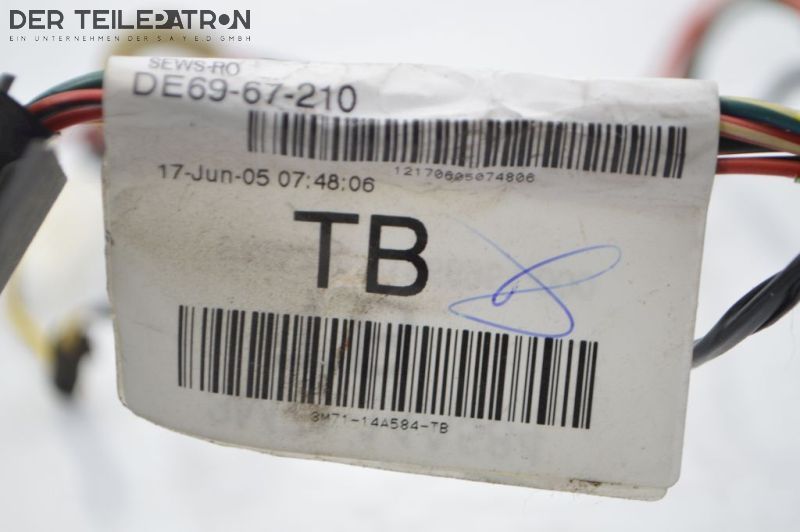 DER TEILEPATRON
EIN UNTERNEHMEN DER S A Y E.D GMBH
SEWS-RO
DE69-67-210
12170605074806
17-Jun-05 07:48:06
TB
3M71-14A584-TB